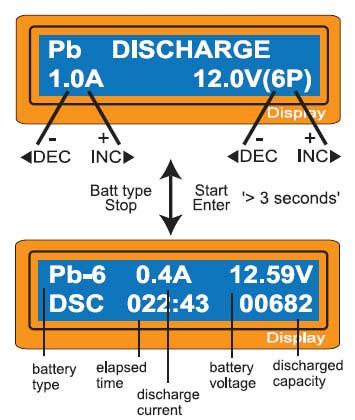 Pb DISCHARGE
1.0A 12.0V(6P)
Display
- + - +
◀DEC INC▶ ◀DEC INC▶
Batt type Start
Stop Enter '> 3 seconds'
Pb-6 0.4A 12.59V
DSC 022:43 00682
Display
battery elapsed battery discharged
type time voltage capacity
discharge
current